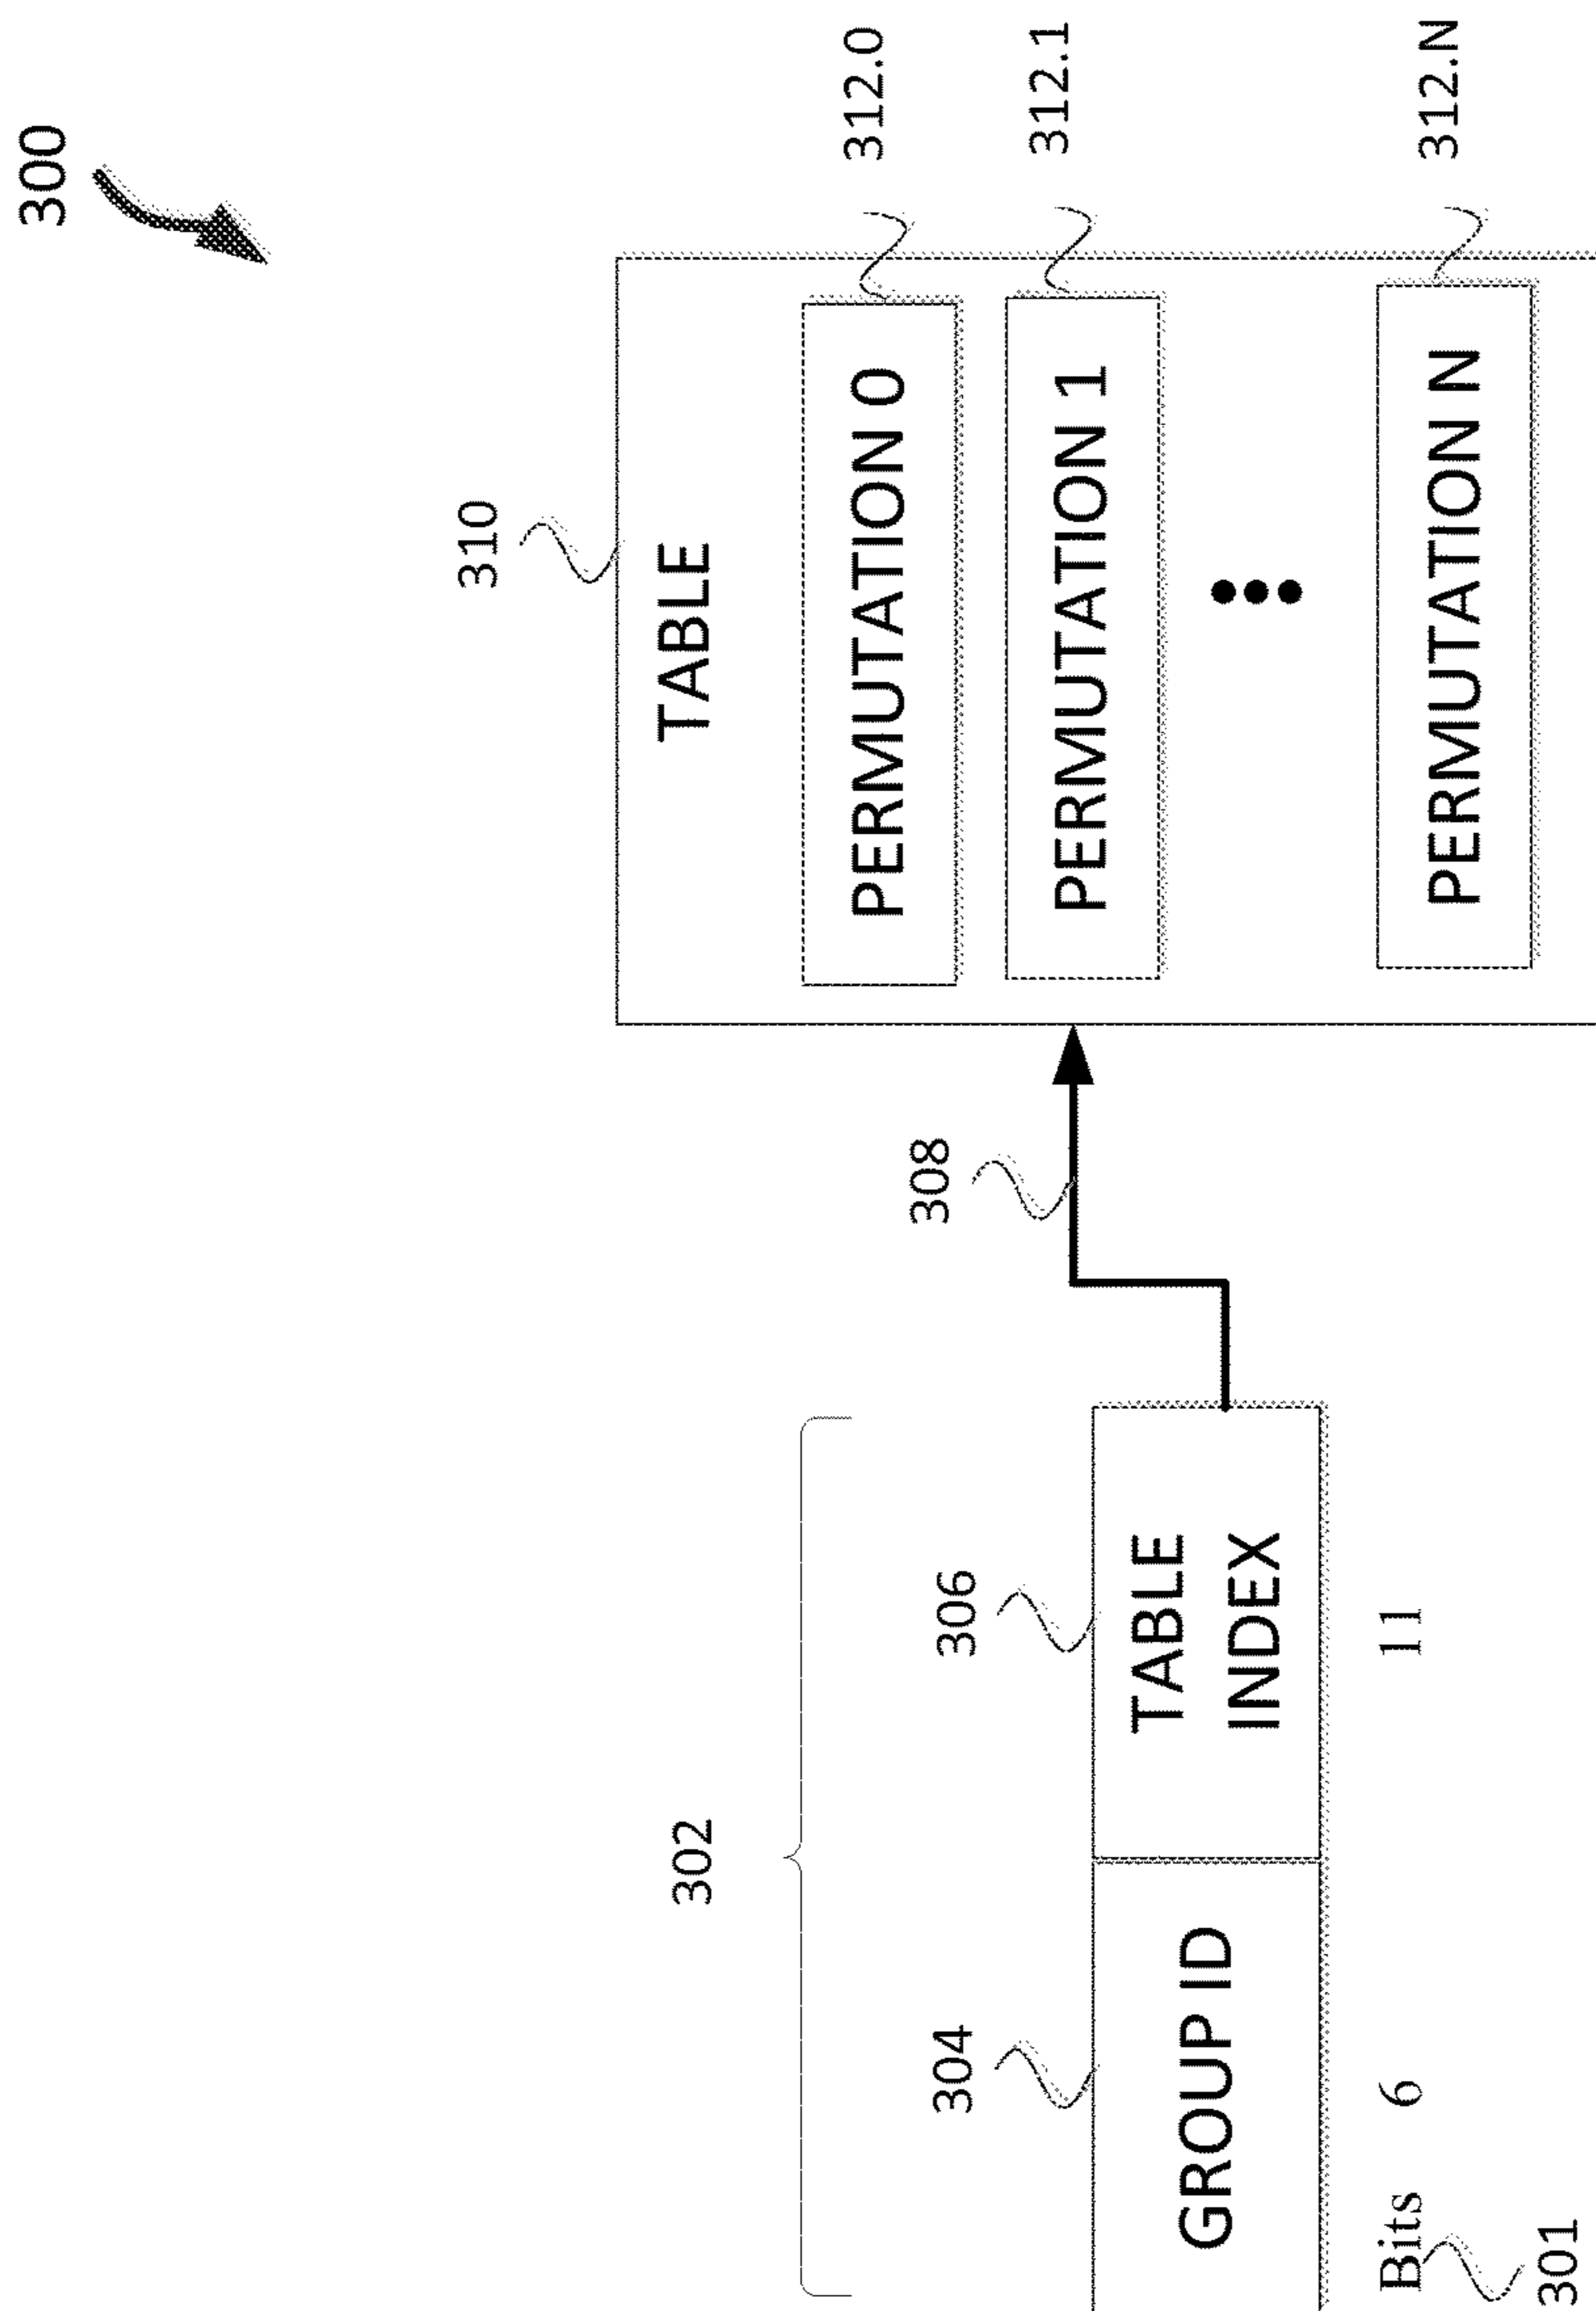 300
310
TABLE
PERMUTATION 0
312.0
PERMUTATION 1
312.1
PERMUTATION N
312.N
308
302
304
306
GROUP ID
TABLE
INDEX
Bits 6 11
301